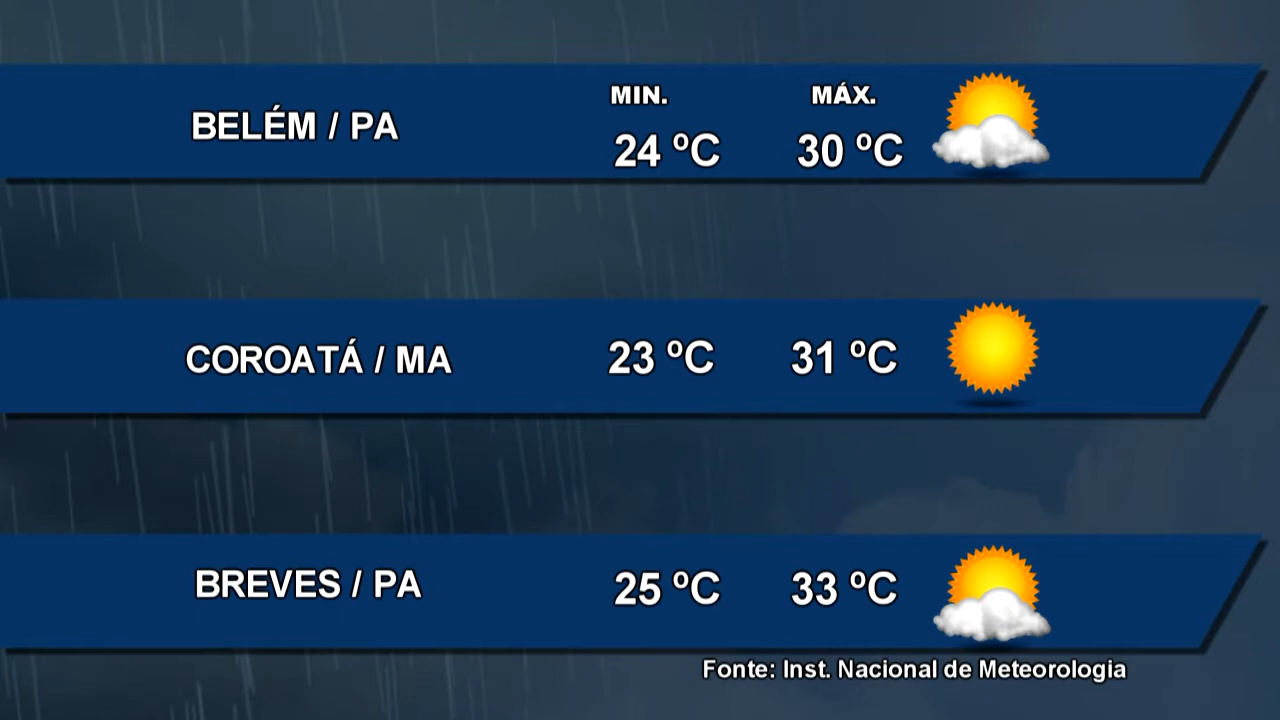 MIN. MÁX.
BELÉM / PA 24 ºC 30 ºC
COROATÁ / MA 23 ºC 31 ºC
BREVES / PA 25 ºC 33 ºC
Fonte: Inst. Nacional de Meteorologia